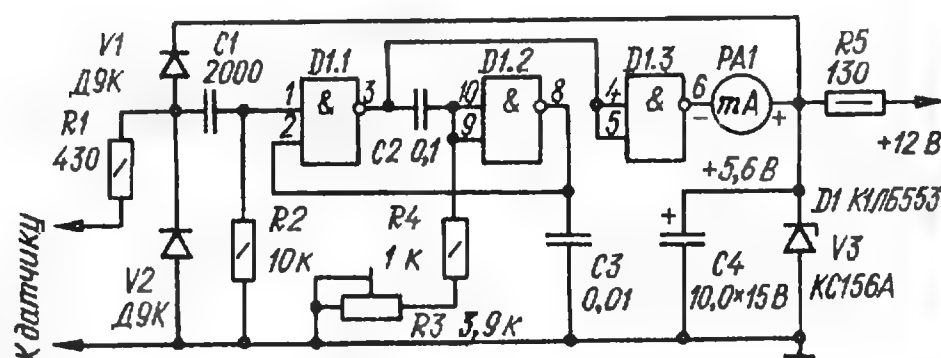 V1
Д9К
C1
2000
R1
430
К датчику
V2
Д9К
R2
10к
D1.1
&
1
2
3
C2 0,1
D1.2
&
10
9
8
R4
1 к
R3 3,9к
C3
0,01
D1.3
&
4
5
6
PA1
mA
−
+
R5
130
+12 В
+5,6 В
+
C4
10,0×15В
D1 К1ЛБ553
V3
КС156А